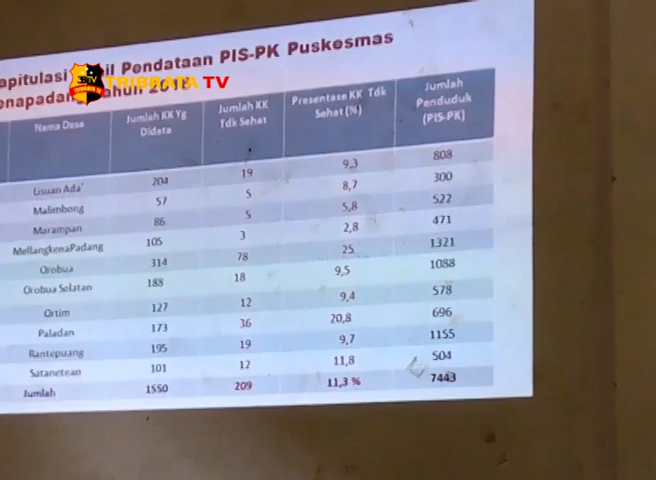 apitulasi il Pendataan PIS-PK Puskesmas
TRIBRATA TV
enapadang Tahun 2018
Nama Desa Jumlah KK Yg Didata Jumlah KK Tdk Sehat Presentase KK Tdk Sehat (%) Jumlah Penduduk (PIS-PK)
Lisuan Ada' 204 19 9,3 808
Malimbong 57 5 8,7 300
Marampan 86 5 5,8 522
MellangkenaPadang 105 3 2,8 471
Orobua 314 78 25 1321
Orobua Selatan 188 18 9,5 1088
Ortim 127 12 9,4 578
Paladan 173 36 20,8 696
Rantepuang 195 19 9,7 1155
Satanetean 101 12 11,8 504
Jumlah 1550 209 11,3 % 7443